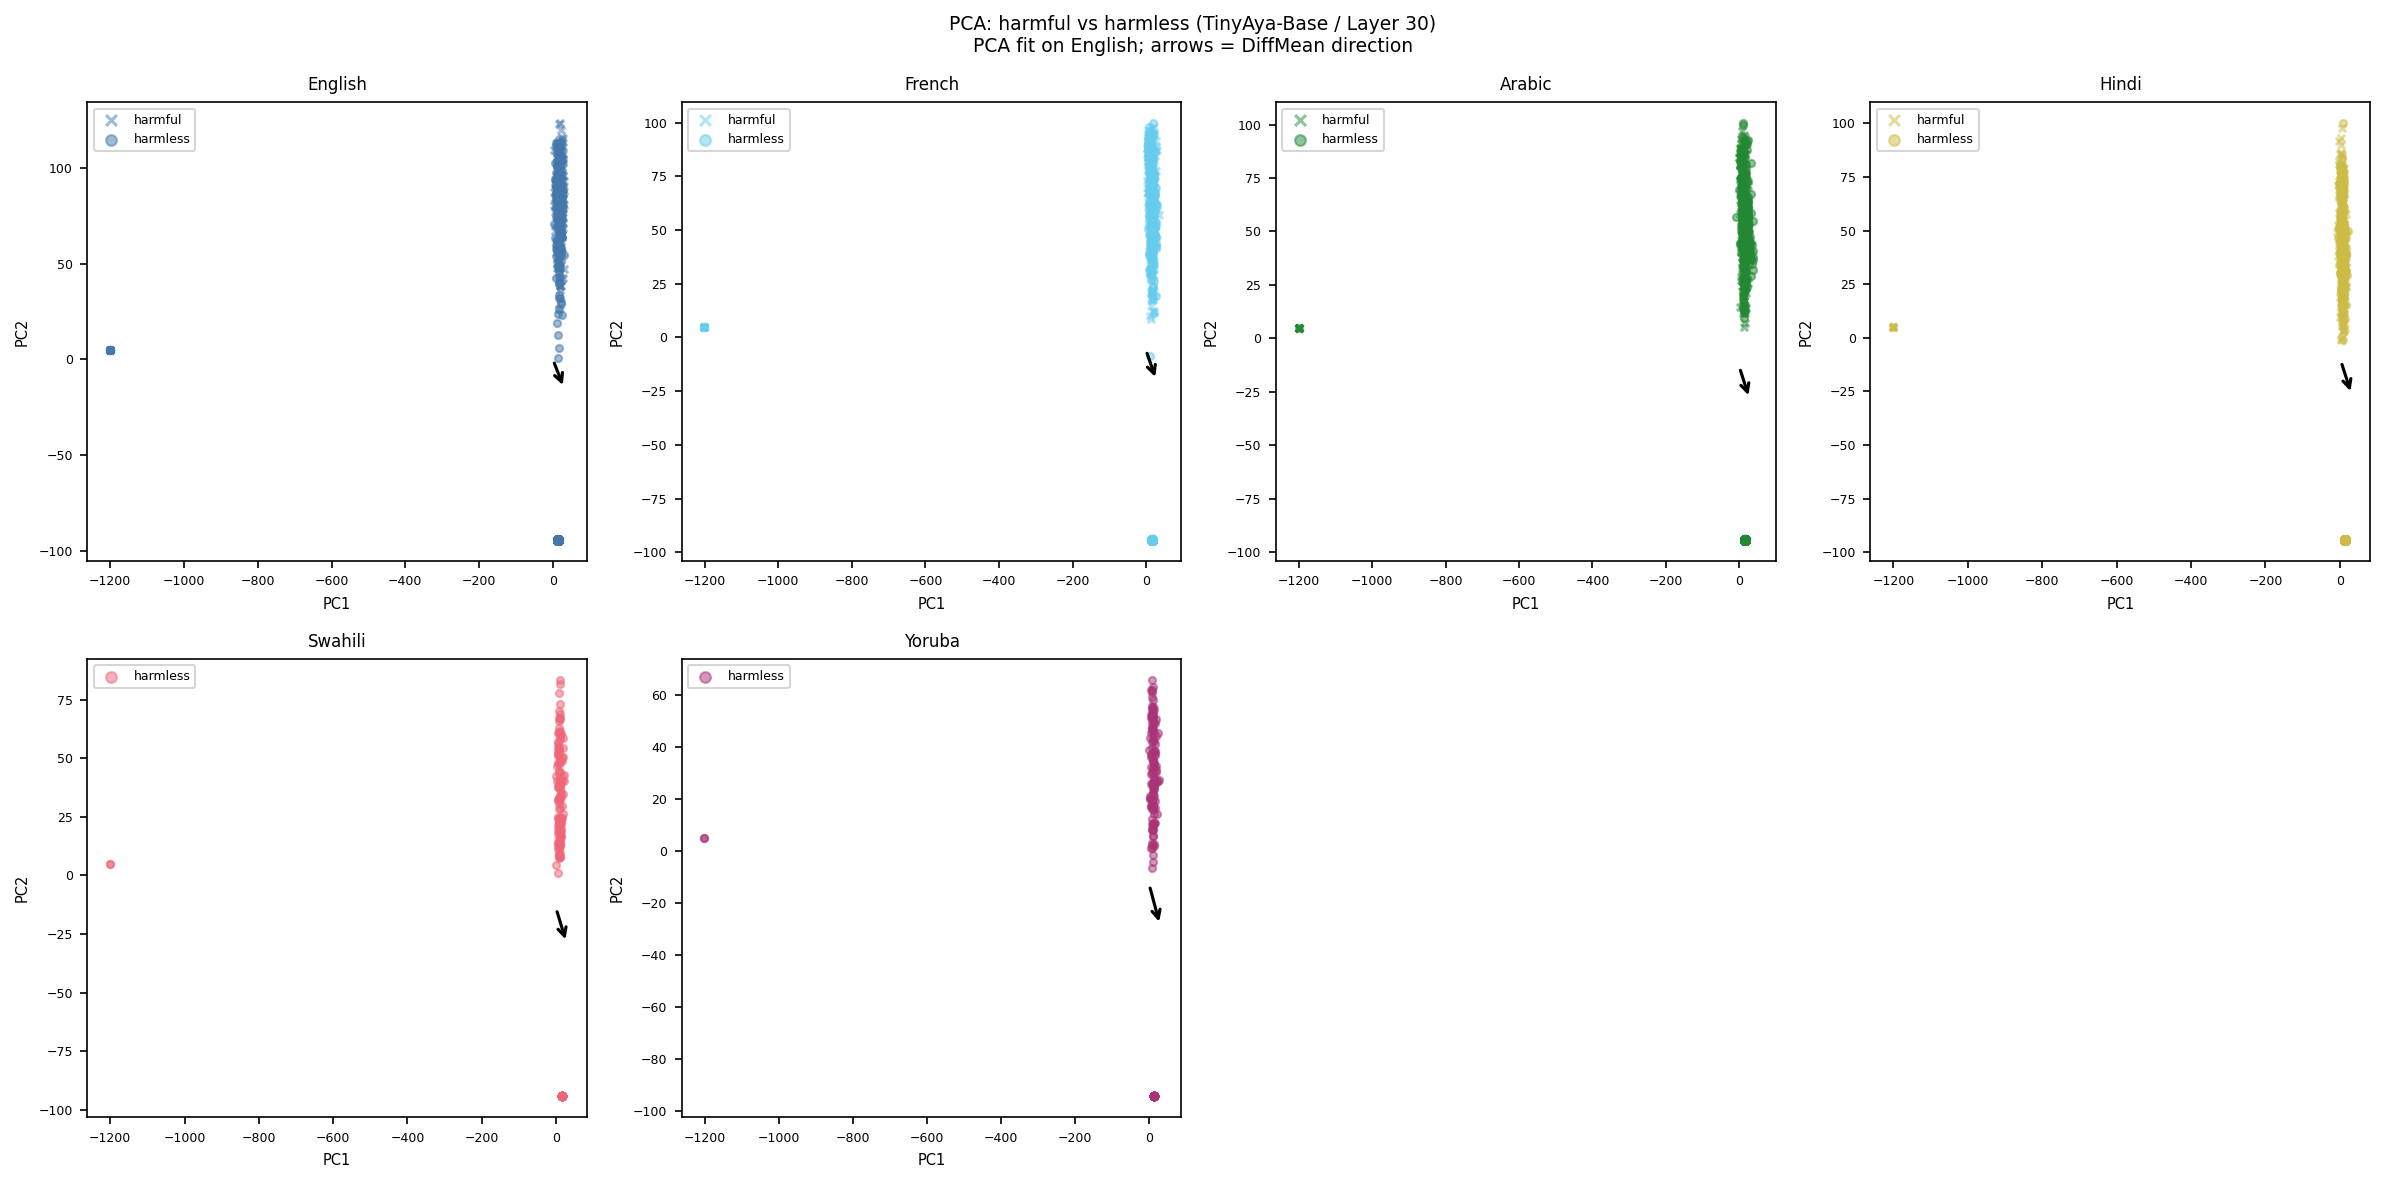 PCA: harmful vs harmless (TinyAya-Base / Layer 30)
PCA fit on English; arrows = DiffMean direction
English
harmful
harmless
100
50
0
−50
−100
PC2
−1200 −1000 −800 −600 −400 −200 0
PC1
French
harmful
harmless
100
75
50
25
0
−25
−50
−75
−100
PC2
−1200 −1000 −800 −600 −400 −200 0
PC1
Arabic
harmful
harmless
100
75
50
25
0
−25
−50
−75
−100
PC2
−1200 −1000 −800 −600 −400 −200 0
PC1
Hindi
harmful
harmless
100
75
50
25
0
−25
−50
−75
−100
PC2
−1200 −1000 −800 −600 −400 −200 0
PC1
Swahili
harmless
75
50
25
0
−25
−50
−75
−100
PC2
−1200 −1000 −800 −600 −400 −200 0
PC1
Yoruba
harmless
60
40
20
0
−20
−40
−60
−80
−100
PC2
−1200 −1000 −800 −600 −400 −200 0
PC1